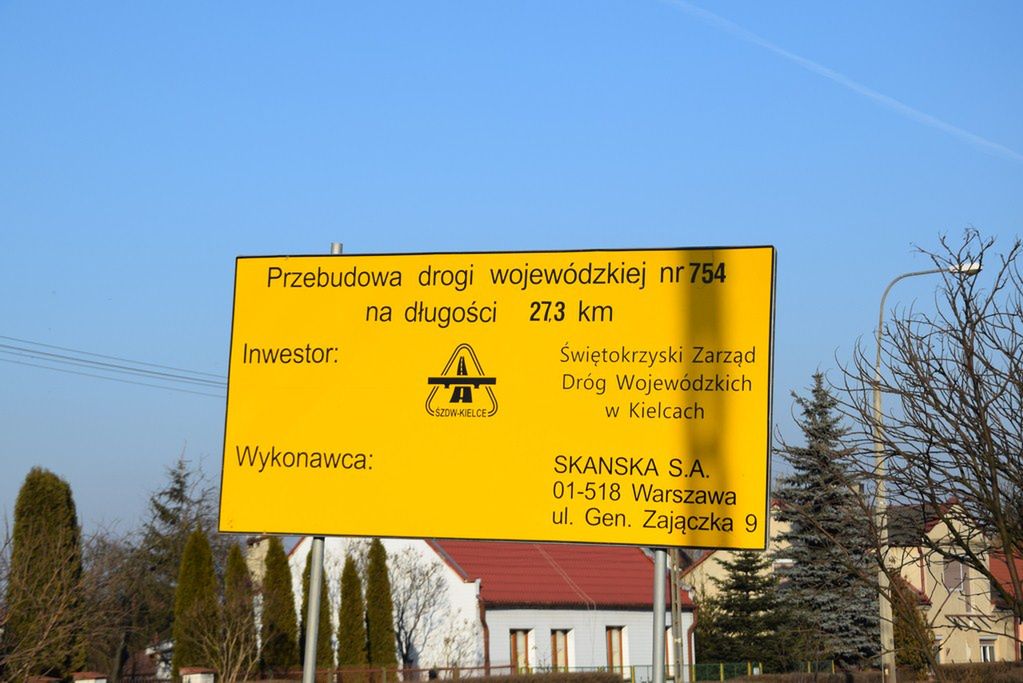 Przebudowa drogi wojewódzkiej nr 754
na długości 27,3 km
Inwestor:
ŚZDW-KIELCE
Świętokrzyski Zarząd
Dróg Wojewódzkich
w Kielcach
Wykonawca:
SKANSKA S.A.
01-518 Warszawa
ul. Gen. Zajączka 9